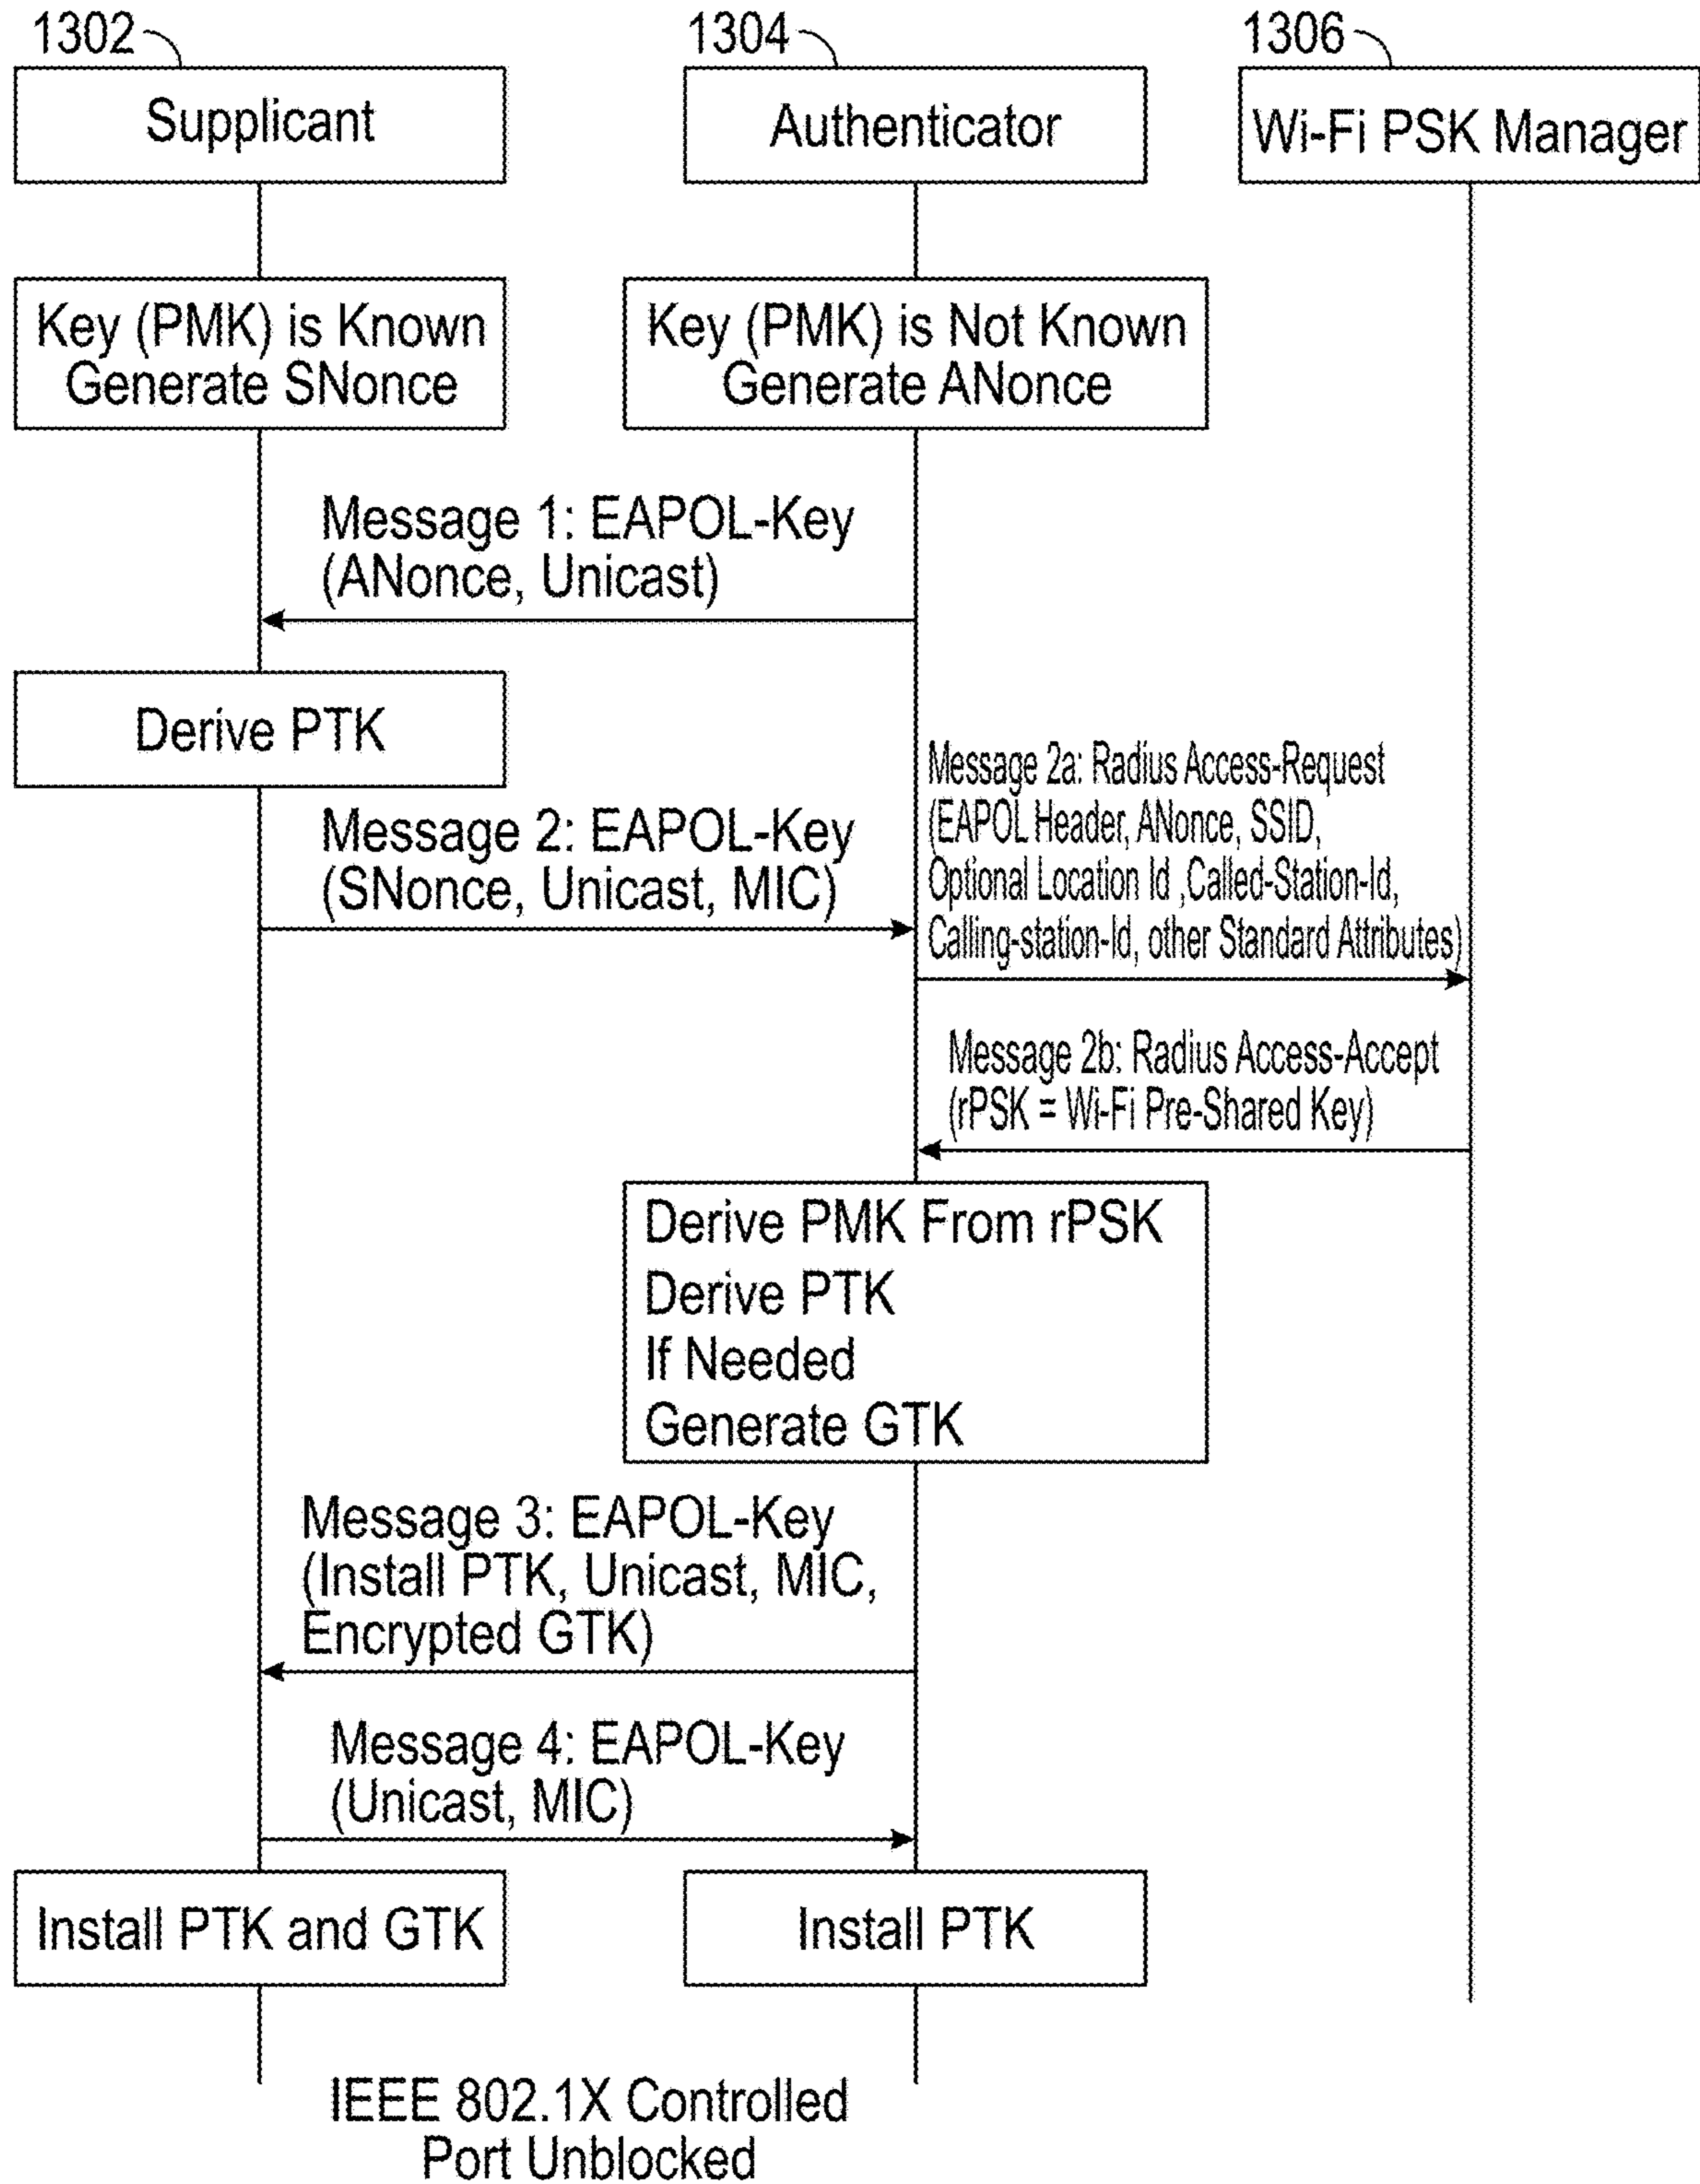 1302
1304
1306
Supplicant
Authenticator
Wi-Fi PSK Manager
Key (PMK) is Known
Generate SNonce
Key (PMK) is Not Known
Generate ANonce
Message 1: EAPOL-Key
(ANonce, Unicast)
Derive PTK
Message 2: EAPOL-Key
(SNonce, Unicast, MIC)
Message 2a: Radius Access-Request
(EAPOL Header, ANonce, SSID,
Optional Location Id ,Called-Station-Id,
Calling-station-Id, other Standard Attributes)
Message 2b: Radius Access-Accept
(rPSK = Wi-Fi Pre-Shared Key)
Derive PMK From rPSK
Derive PTK
If Needed
Generate GTK
Message 3: EAPOL-Key
(Install PTK, Unicast, MIC,
Encrypted GTK)
Message 4: EAPOL-Key
(Unicast, MIC)
Install PTK and GTK
Install PTK
IEEE 802.1X Controlled
Port Unblocked